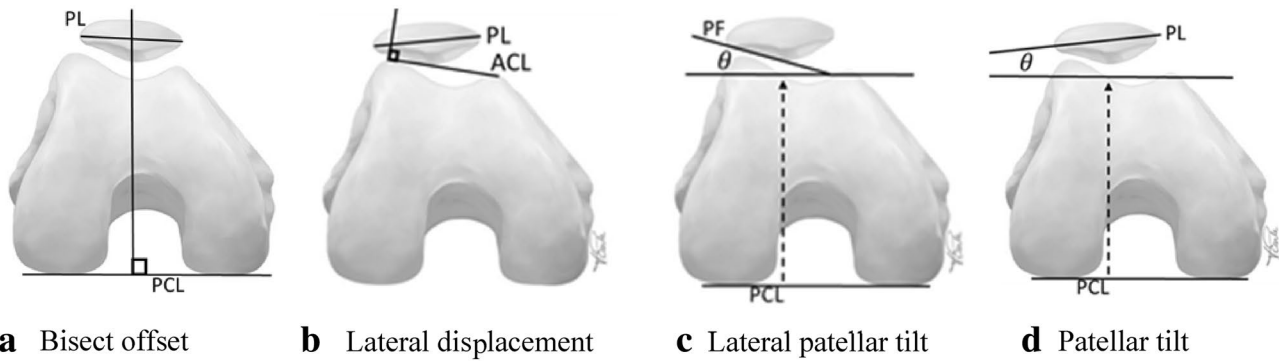 PL
PCL
a Bisect offset
PL
ACL
b Lateral displacement
PF
θ
PCL
c Lateral patellar tilt
PL
θ
PCL
d Patellar tilt